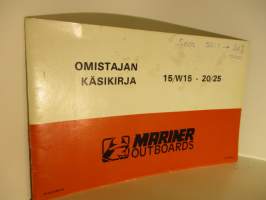 OMISTAJAN
KÄSIKIRJA 15/W15 - 20/25
MARINER
OUTBOARDS